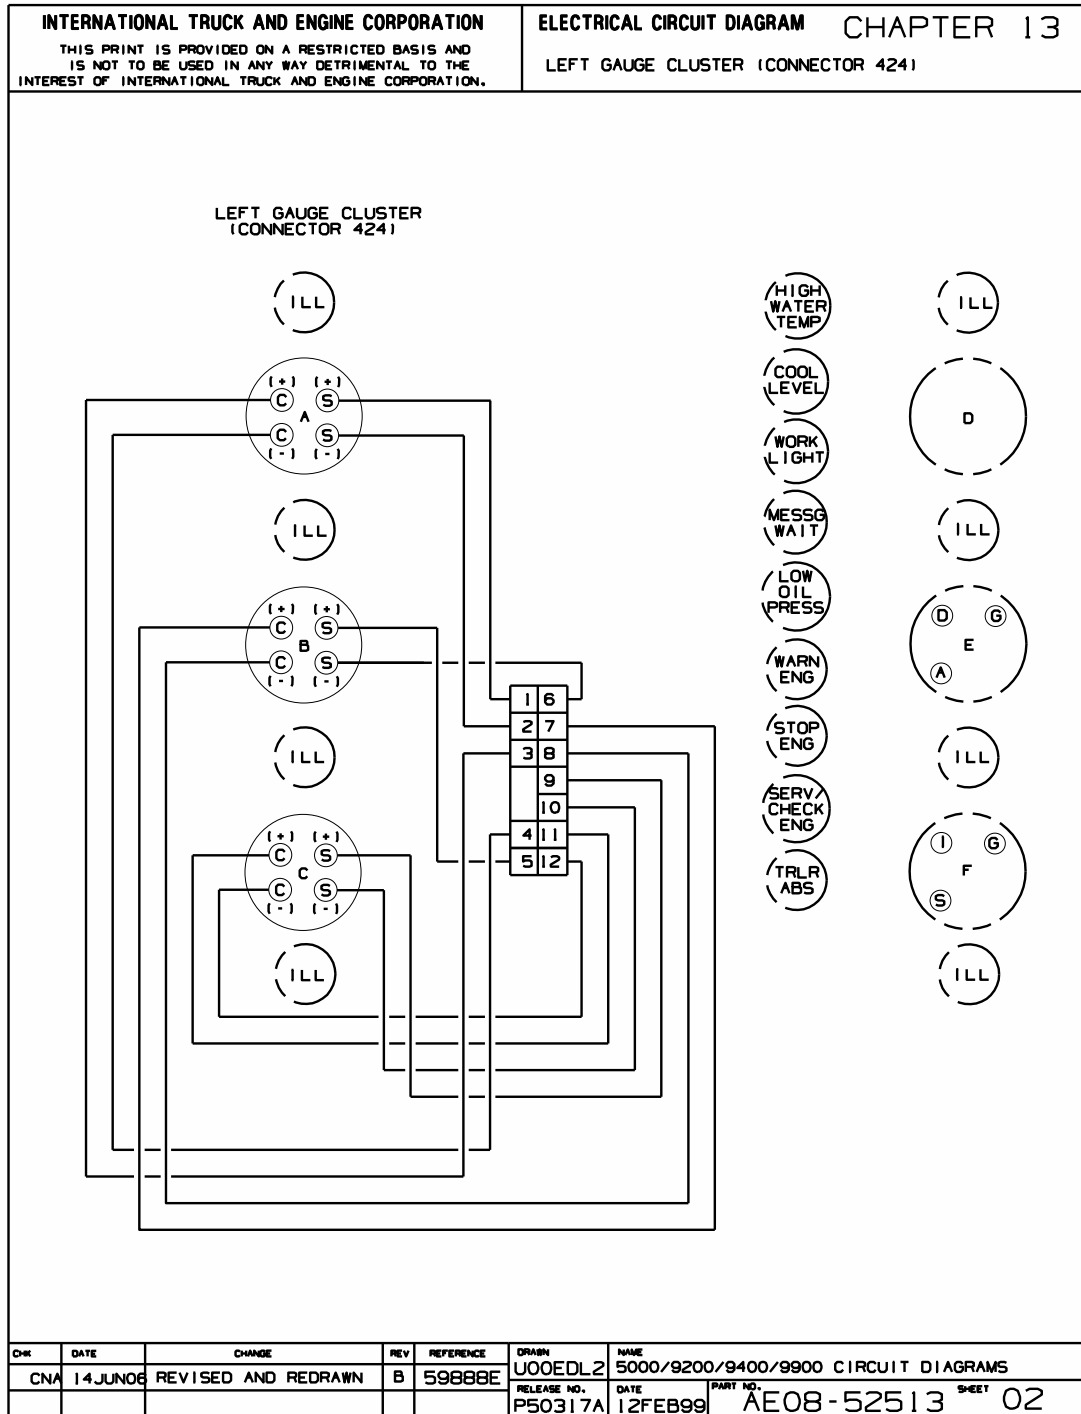 INTERNATIONAL TRUCK AND ENGINE CORPORATION
THIS PRINT IS PROVIDED ON A RESTRICTED BASIS AND
IS NOT TO BE USED IN ANY WAY DETRIMENTAL TO THE
INTEREST OF INTERNATIONAL TRUCK AND ENGINE CORPORATION.
ELECTRICAL CIRCUIT DIAGRAM
CHAPTER 13
LEFT GAUGE CLUSTER (CONNECTOR 424)
LEFT GAUGE CLUSTER
(CONNECTOR 424)
ILL
(+) (+)
C S
A
C S
(-) (-)
ILL
(+) (+)
C S
B
C S
(-) (-)
ILL
(+) (+)
C S
C
C S
(-) (-)
ILL
1 6
2 7
3 8
9
10
4 11
5 12
HIGH
WATER
TEMP
COOL
LEVEL
WORK
LIGHT
MESSG
WAIT
LOW
OIL
PRESS
WARN
ENG
STOP
ENG
SERV/
CHECK
ENG
TRLR
ABS
ILL
D
ILL
D G
E
A
ILL
I G
F
S
ILL
CHK DATE CHANGE REV REFERENCE
CNA 14JUN06 REVISED AND REDRAWN B 59888E
DRAWN
U00EDL2
NAME
5000/9200/9400/9900 CIRCUIT DIAGRAMS
RELEASE NO.
P50317A
DATE
12FEB99
PART NO.
AE08-52513
SHEET
02